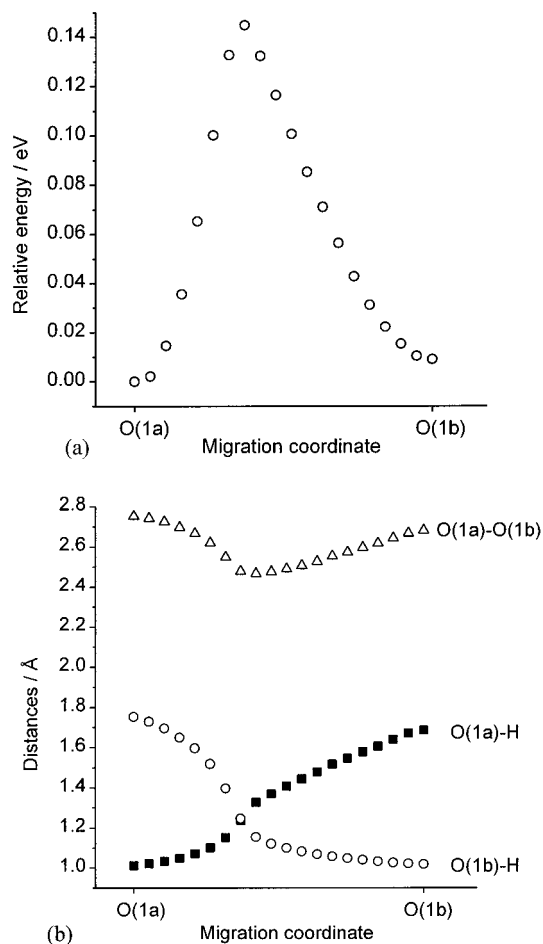 0.14
0.12
0.10
0.08
0.06
0.04
0.02
0.00
Relative energy / eV
O(1a)
O(1b)
Migration coordinate
(a)
2.8
2.6
2.4
2.2
2.0
1.8
1.6
1.4
1.2
1.0
Distances / Å
O(1a)-O(1b)
O(1a)-H
O(1b)-H
O(1a)
O(1b)
Migration coordinate
(b)